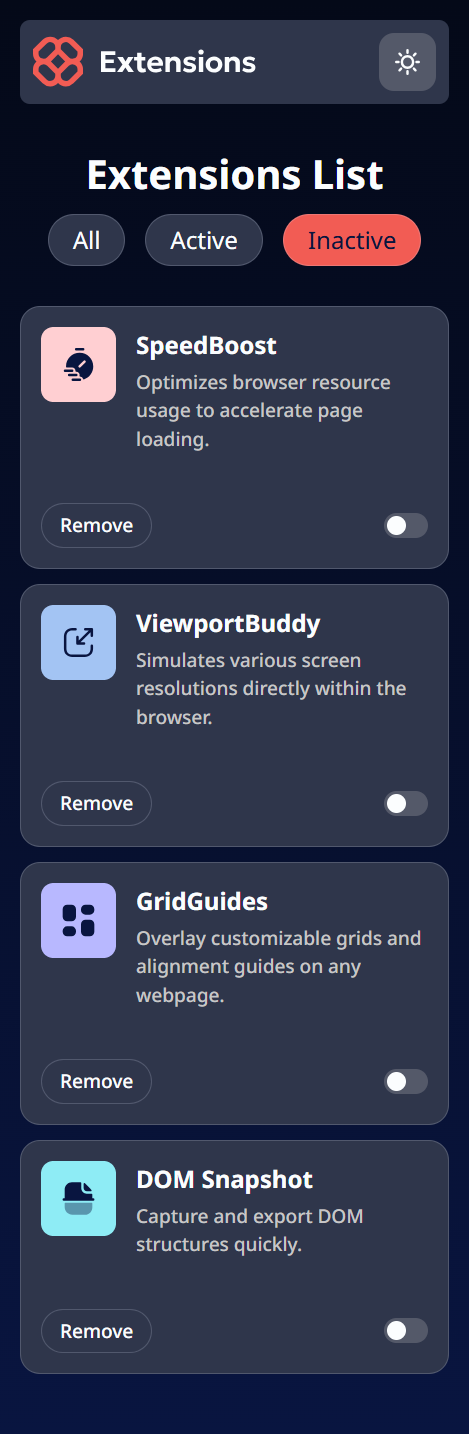 Extensions
Extensions List
All
Active
Inactive
SpeedBoost
Optimizes browser resource
usage to accelerate page
loading.
Remove
ViewportBuddy
Simulates various screen
resolutions directly within the
browser.
Remove
GridGuides
Overlay customizable grids and
alignment guides on any
webpage.
Remove
DOM Snapshot
Capture and export DOM
structures quickly.
Remove